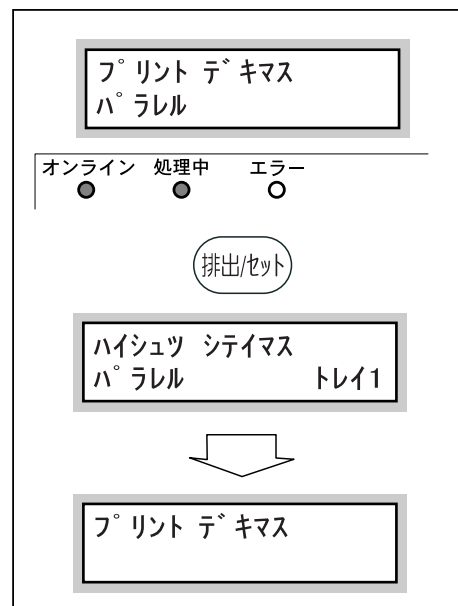 プリント デキマス
パラレル
オンライン 処理中 エラー
排出/セット
ハイシュツ シテイマス
パラレル トレイ1
プリント デキマス